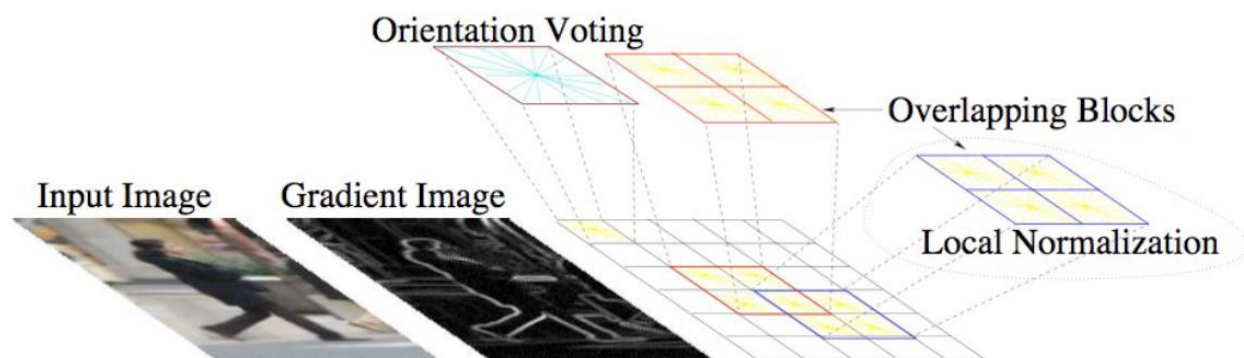 Orientation Voting
Overlapping Blocks
Input Image
Gradient Image
Local Normalization